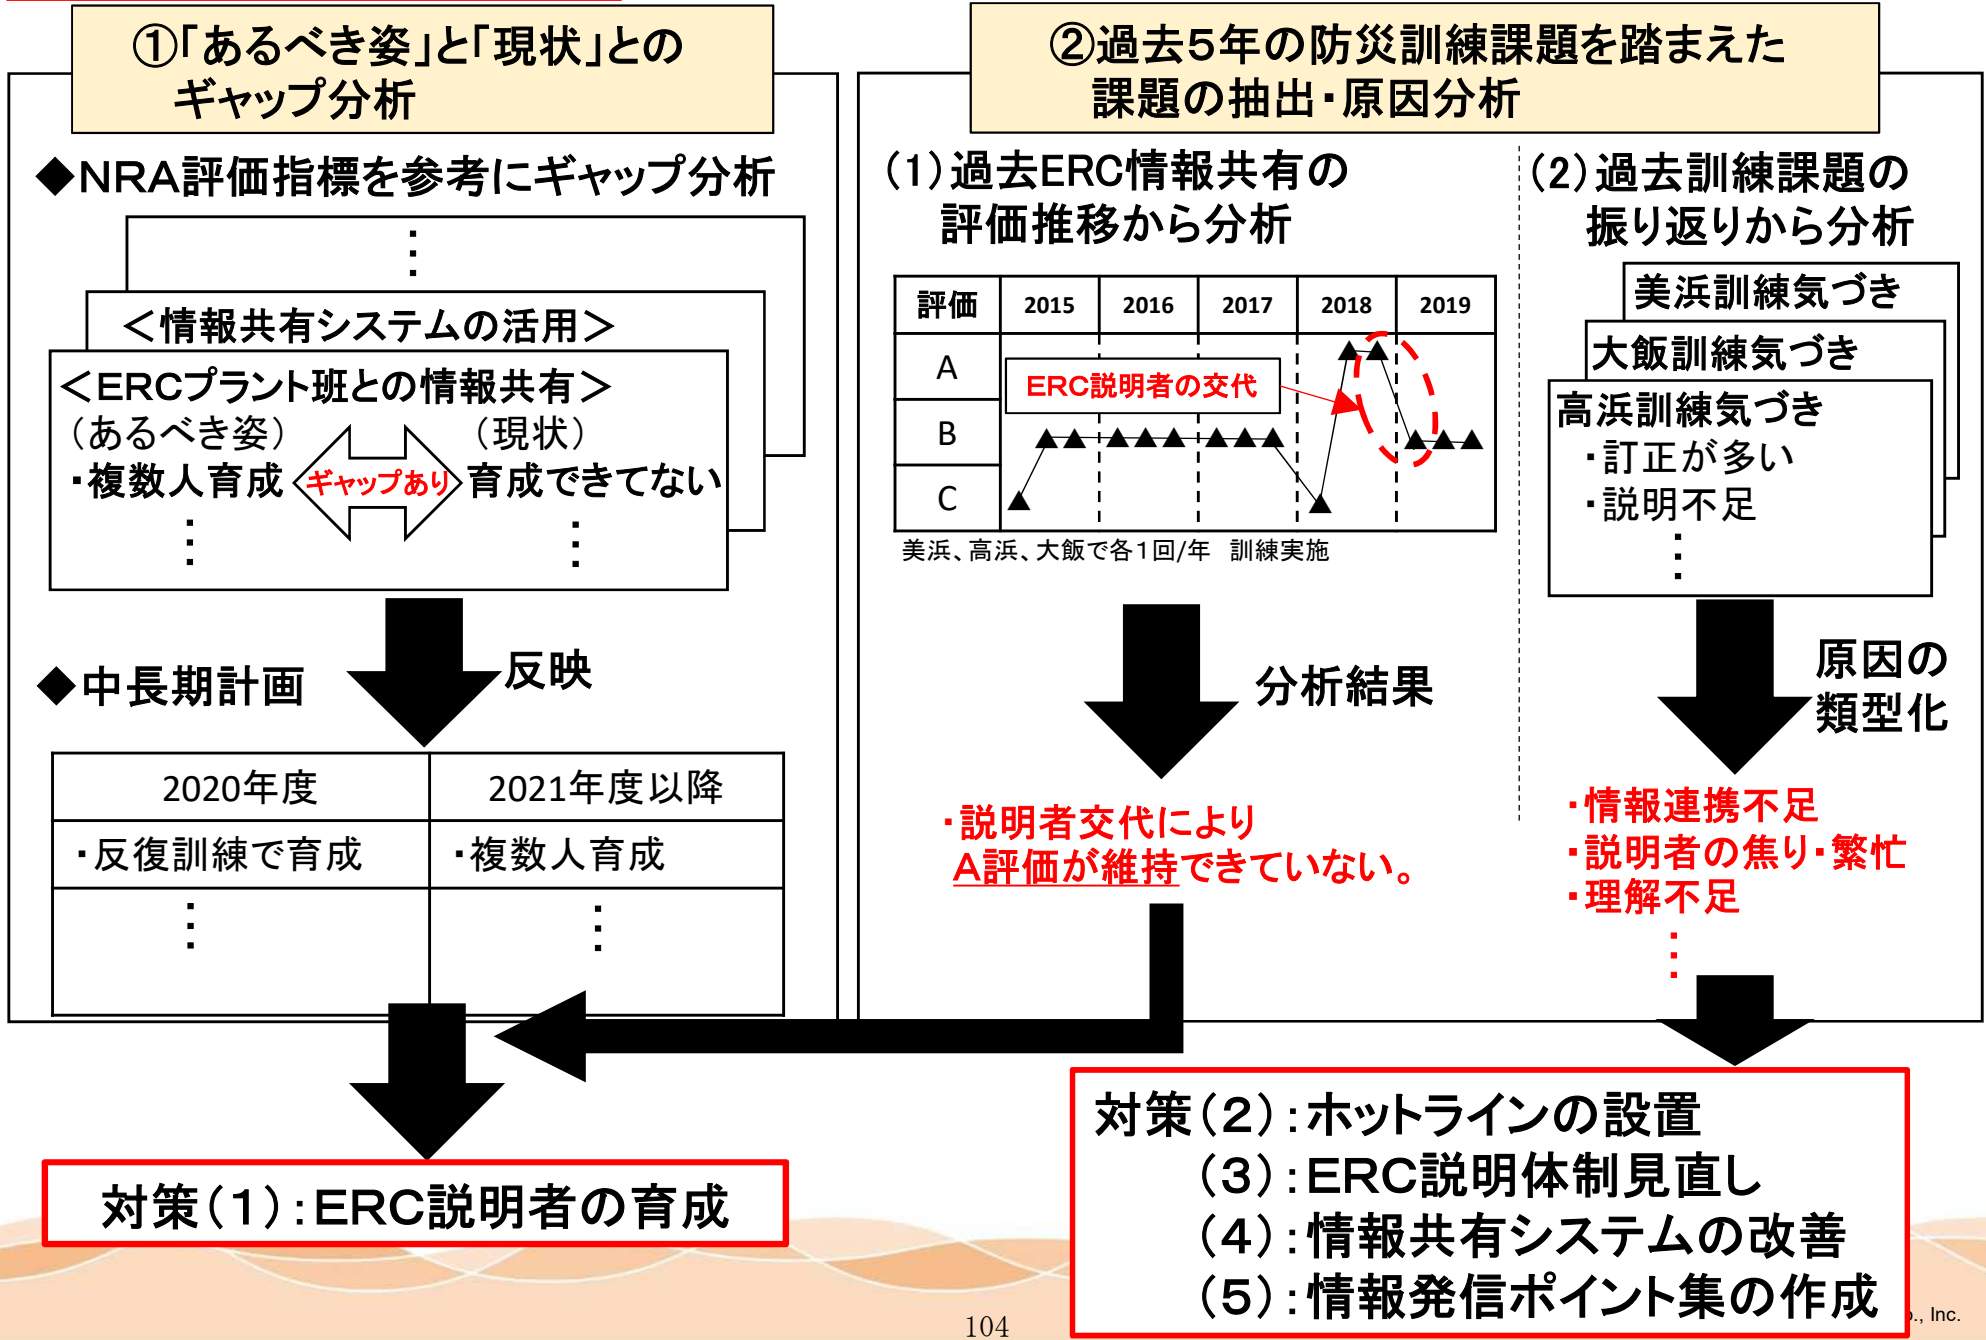 ①「あるべき姿」と「現状」との
ギャップ分析
◆NRA評価指標を参考にギャップ分析
＜情報共有システムの活用＞
＜ERCプラント班との情報共有＞
（あるべき姿）
（現状）
・複数人育成
ギャップあり
育成できてない
反映
◆中長期計画
2020年度
2021年度以降
・反復訓練で育成
・複数人育成
②過去5年の防災訓練課題を踏まえた
課題の抽出・原因分析
（1）過去ERC情報共有の
評価推移から分析
評価 2015 2016 2017 2018 2019
A
ERC説明者の交代
B
C
美浜、高浜、大飯で各1回/年　訓練実施
分析結果
・説明者交代により
A評価が維持できていない。
（2）過去訓練課題の
振り返りから分析
美浜訓練気づき
大飯訓練気づき
高浜訓練気づき
・訂正が多い
・説明不足
原因の
類型化
・情報連携不足
・説明者の焦り・繁忙
・理解不足
対策（1）：ERC説明者の育成
対策（2）：ホットラインの設置
（3）：ERC説明体制見直し
（4）：情報共有システムの改善
（5）：情報発信ポイント集の作成
104
., Inc.